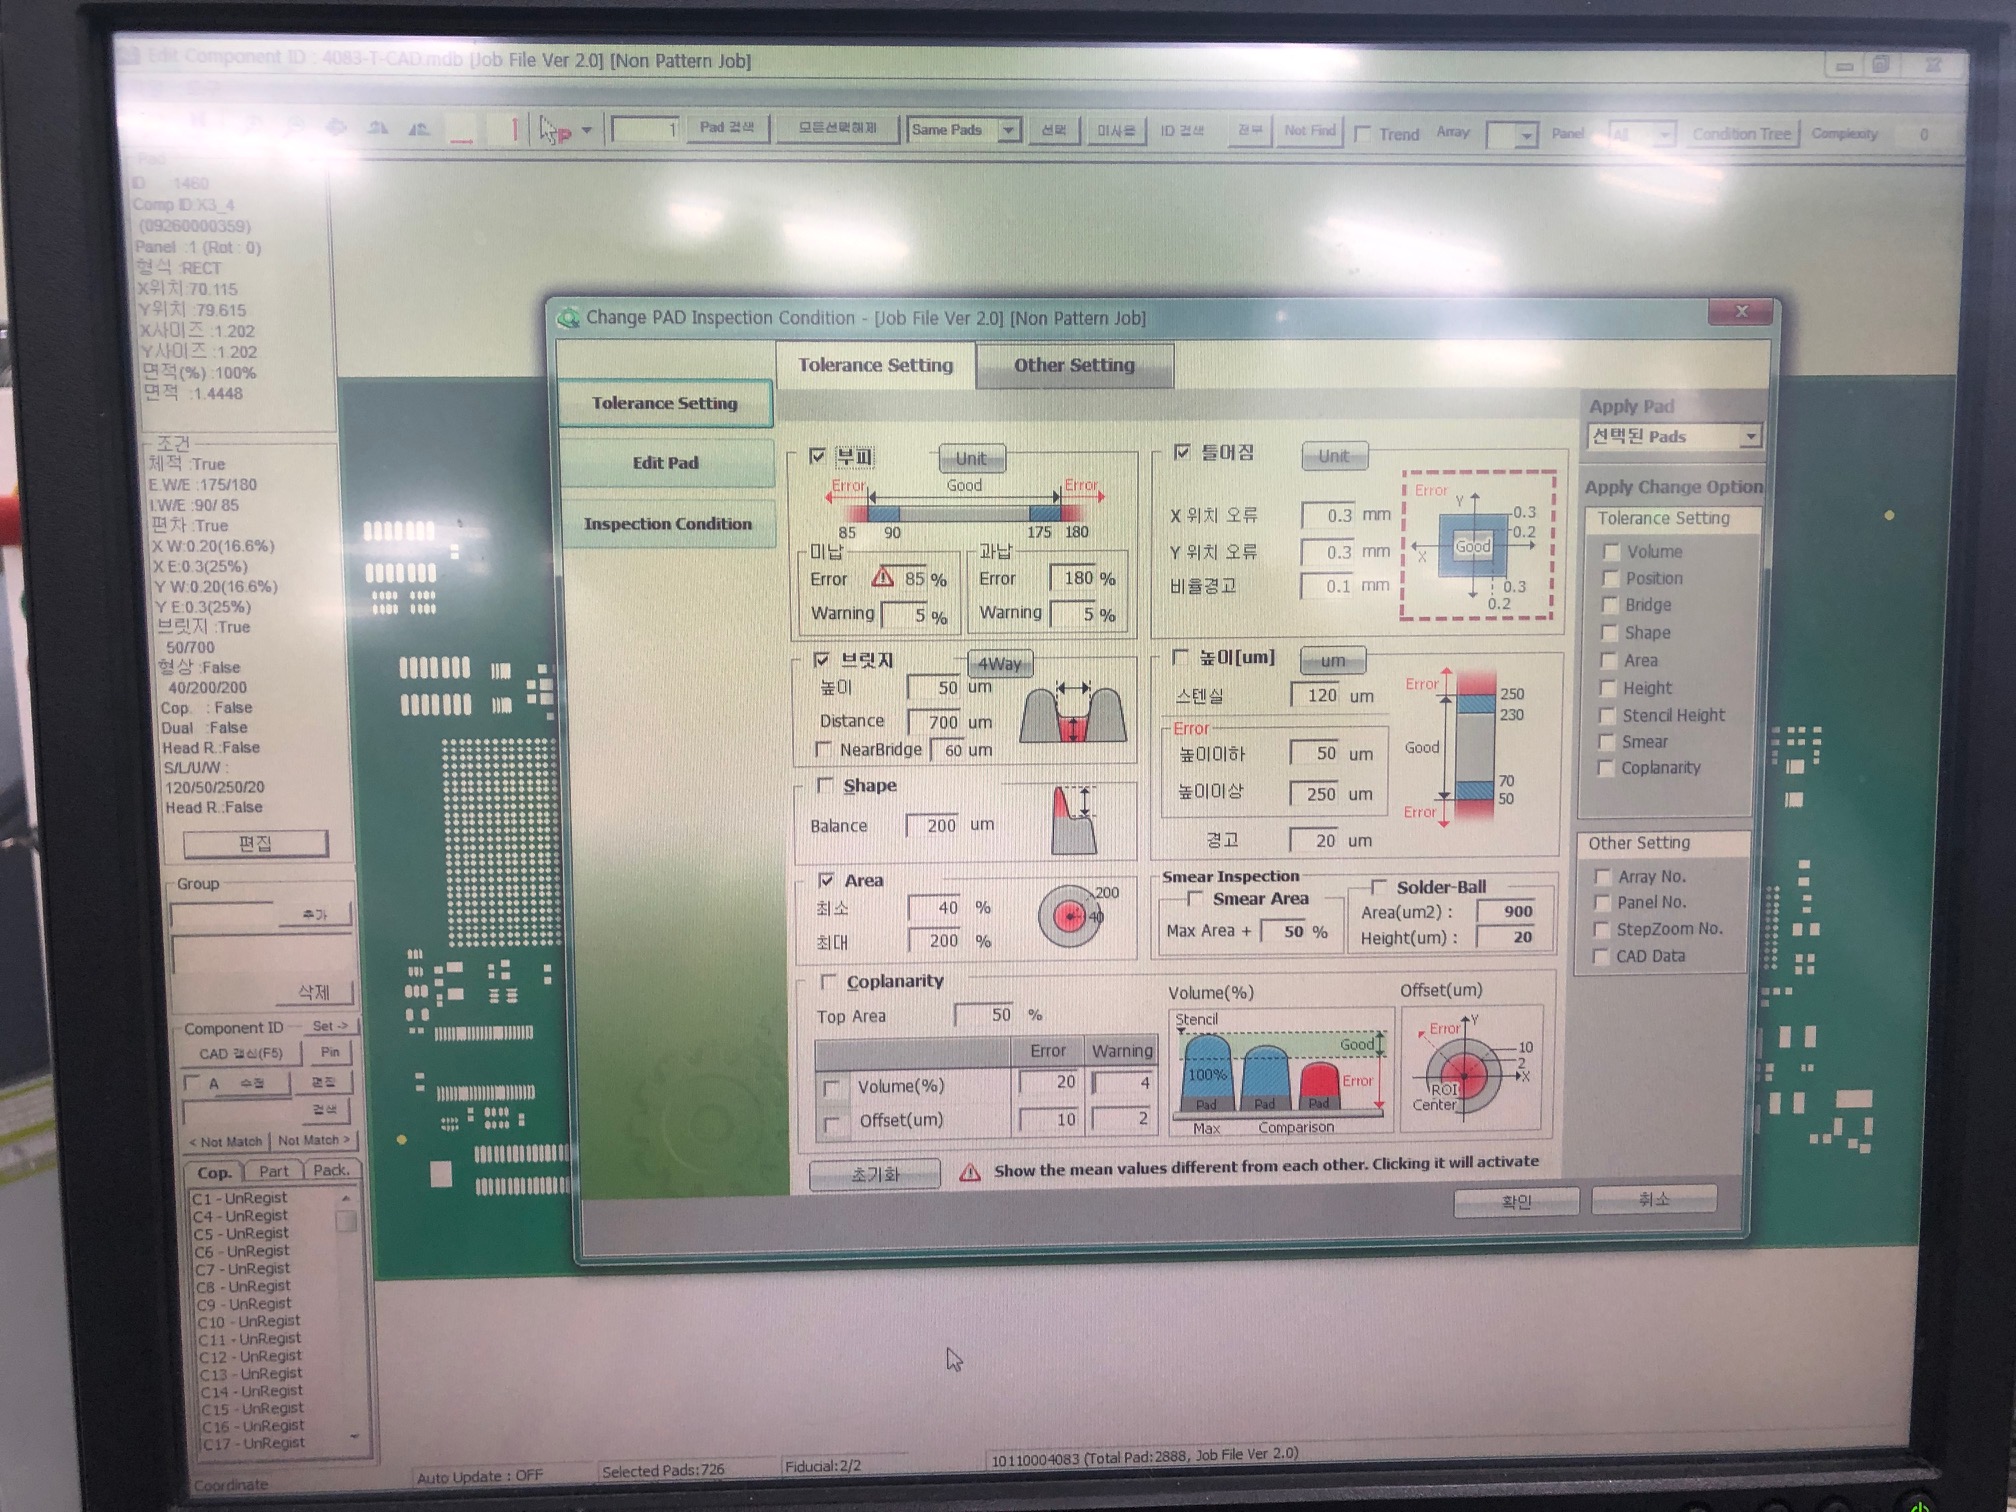 Edit Component ID : 4083-T-CAD.mdb [Job File Ver 2.0] [Non Pattern Job]
1 Pad 검색 모든선택해제 Same Pads 선택 미사용 ID 검색 전부 Not Find Trend Array Panel All Condition Tree Complexity 0
Pad
ID 1460
Comp ID:X3_4
(09260000359)
Panel :1 (Rot : 0)
형식 :RECT
X위치:70.115
Y위치 :79.615
X사이즈 :1.202
Y사이즈 :1.202
면적(%) :100%
면적 :1.4448
조건
체적 :True
E.W/E :175/180
I.W/E :90/ 85
편차 :True
X W:0.20(16.6%)
X E:0.3(25%)
Y W:0.20(16.6%)
Y E:0.3(25%)
브릿지 :True
50/700
형상 :False
40/200/200
Cop. : False
Dual :False
Head R.:False
S/L/U/W :
120/50/250/20
Head R.:False
편집
Group
추가
삭제
Component ID Set ->
CAD 갱신(F5) Pin
A 수정 편집
검색
< Not Match Not Match >
Cop. Part Pack.
C1 - UnRegist
C4 - UnRegist
C5 - UnRegist
C6 - UnRegist
C7 - UnRegist
C8 - UnRegist
C9 - UnRegist
C10 - UnRegist
C11 - UnRegist
C12 - UnRegist
C13 - UnRegist
C14 - UnRegist
C15 - UnRegist
C16 - UnRegist
C17 - UnRegist
Change PAD Inspection Condition - [Job File Ver 2.0] [Non Pattern Job]
Tolerance Setting
Edit Pad
Inspection Condition
Tolerance Setting Other Setting
부피 Unit
Error Good Error
85 90 175 180
미납 과납
Error 85 % Error 180 %
Warning 5 % Warning 5 %
틀어짐 Unit
X 위치 오류 0.3 mm
Y 위치 오류 0.3 mm
비율경고 0.1 mm
Error Y
0.3
0.2
Good
X
0.3
0.2
브릿지 4Way
높이 50 um
Distance 700 um
NearBridge 60 um
높이[um] um
스텐실 120 um
Error
높이이하 50 um
높이이상 250 um
경고 20 um
Error
250
230
Good
70
50
Error
Shape
Balance 200 um
Area
최소 40 %
최대 200 %
200
40
Smear Inspection
Smear Area
Max Area + 50 %
Solder-Ball
Area(um2) : 900
Height(um) : 20
Coplanarity
Top Area 50 %
Error Warning
Volume(%) 20 4
Offset(um) 10 2
Volume(%)
Stencil
Good
100%
Error
Pad Pad Pad
Max Comparison
Offset(um)
Error Y
10
2
X
ROI
Center
초기화 Show the mean values different from each other. Clicking it will activate
확인 취소
Apply Pad
선택된 Pads
Apply Change Option
Tolerance Setting
Volume
Position
Bridge
Shape
Area
Height
Stencil Height
Smear
Coplanarity
Other Setting
Array No.
Panel No.
StepZoom No.
CAD Data
Coordinate Auto Update : OFF Selected Pads:726 Fiducial:2/2 10110004083 (Total Pad:2888, Job File Ver 2.0)